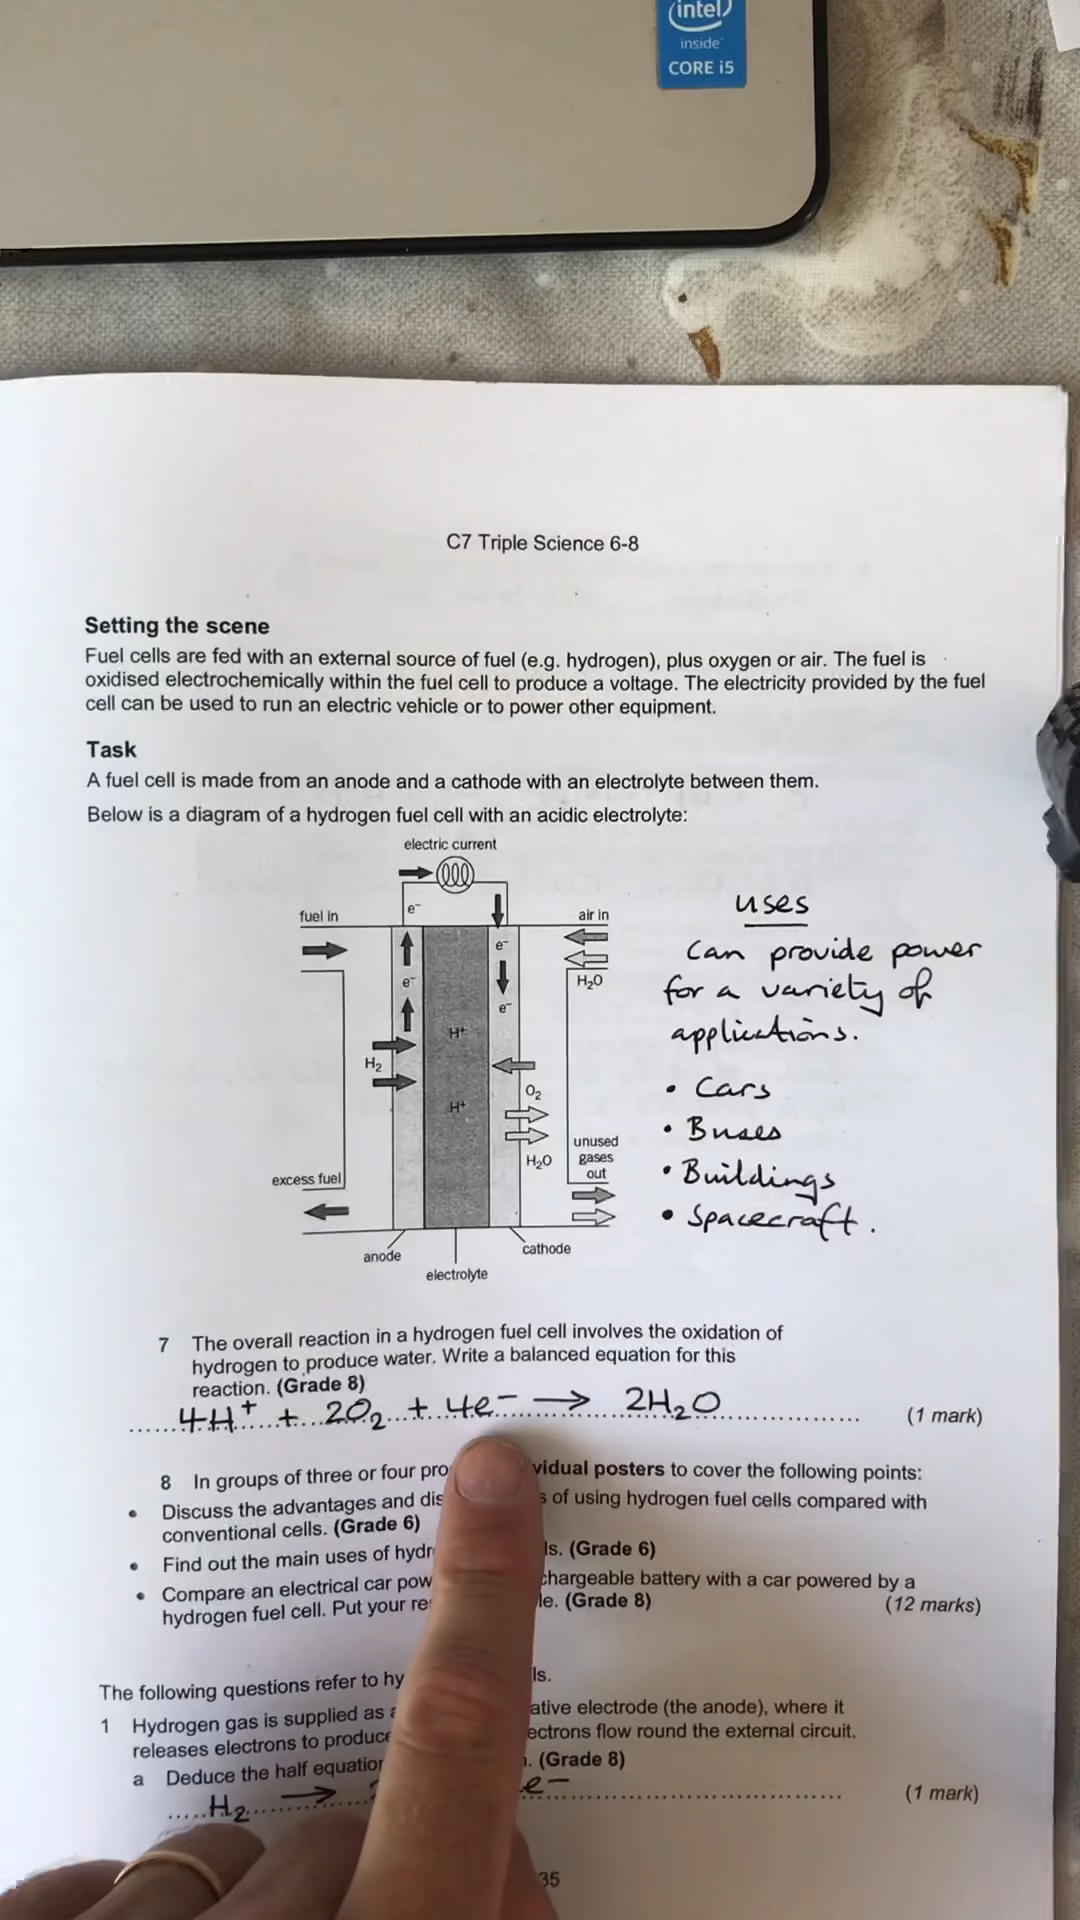 intel
inside
CORE i5
C7 Triple Science 6-8
Setting the scene
Fuel cells are fed with an external source of fuel (e.g. hydrogen), plus oxygen or air. The fuel is
oxidised electrochemically within the fuel cell to produce a voltage. The electricity provided by the fuel
cell can be used to run an electric vehicle or to power other equipment.
Task
A fuel cell is made from an anode and a cathode with an electrolyte between them.
Below is a diagram of a hydrogen fuel cell with an acidic electrolyte:
electric current
fuel in
e⁻
air in
e⁻
e⁻
H₂O
e⁻
H⁺
H₂
O₂
H⁺
unused
gases
out
H₂O
excess fuel
anode
cathode
electrolyte
uses
Can provide power
for a variety of
applications.
• Cars
• Buses
• Buildings
• Spacecraft.
7 The overall reaction in a hydrogen fuel cell involves the oxidation of
hydrogen to produce water. Write a balanced equation for this
reaction. (Grade 8)
4H⁺ + 2O₂ + 4e⁻ → 2H₂O (1 mark)
8 In groups of three or four vidual posters to cover the following points:
• Discuss the advantages and of using hydrogen fuel cells compared with
conventional cells. (Grade 6)
• Find out the main uses of (Grade 6)
• Compare an electrical car chargeable battery with a car powered by a
hydrogen fuel cell. Put your (Grade 8) (12 marks)
The following questions refer to
1 Hydrogen gas is supplied as ative electrode (the anode), where it
releases electrons to ectrons flow round the external circuit.
a Deduce the half (Grade 8)
H₂ → e⁻ (1 mark)
35